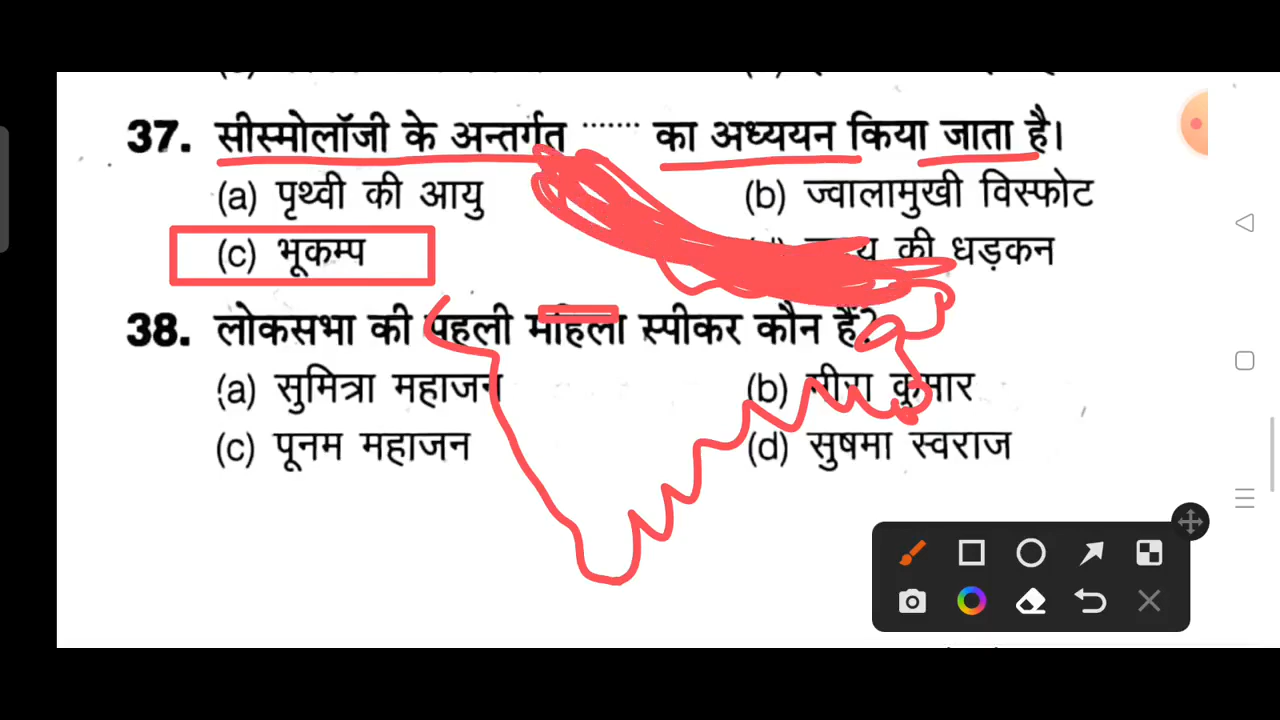 37. सीस्मोलॉजी के अन्तर्गत ....... का अध्ययन किया जाता है।
(a) पृथ्वी की आयु (b) ज्वालामुखी विस्फोट
(c) भूकम्प की धड़कन
38. लोकसभा की पहली महिला स्पीकर कौन हैं?
(a) सुमित्रा महाजन (b) मीरा कुमार
(c) पूनम महाजन (d) सुषमा स्वराज